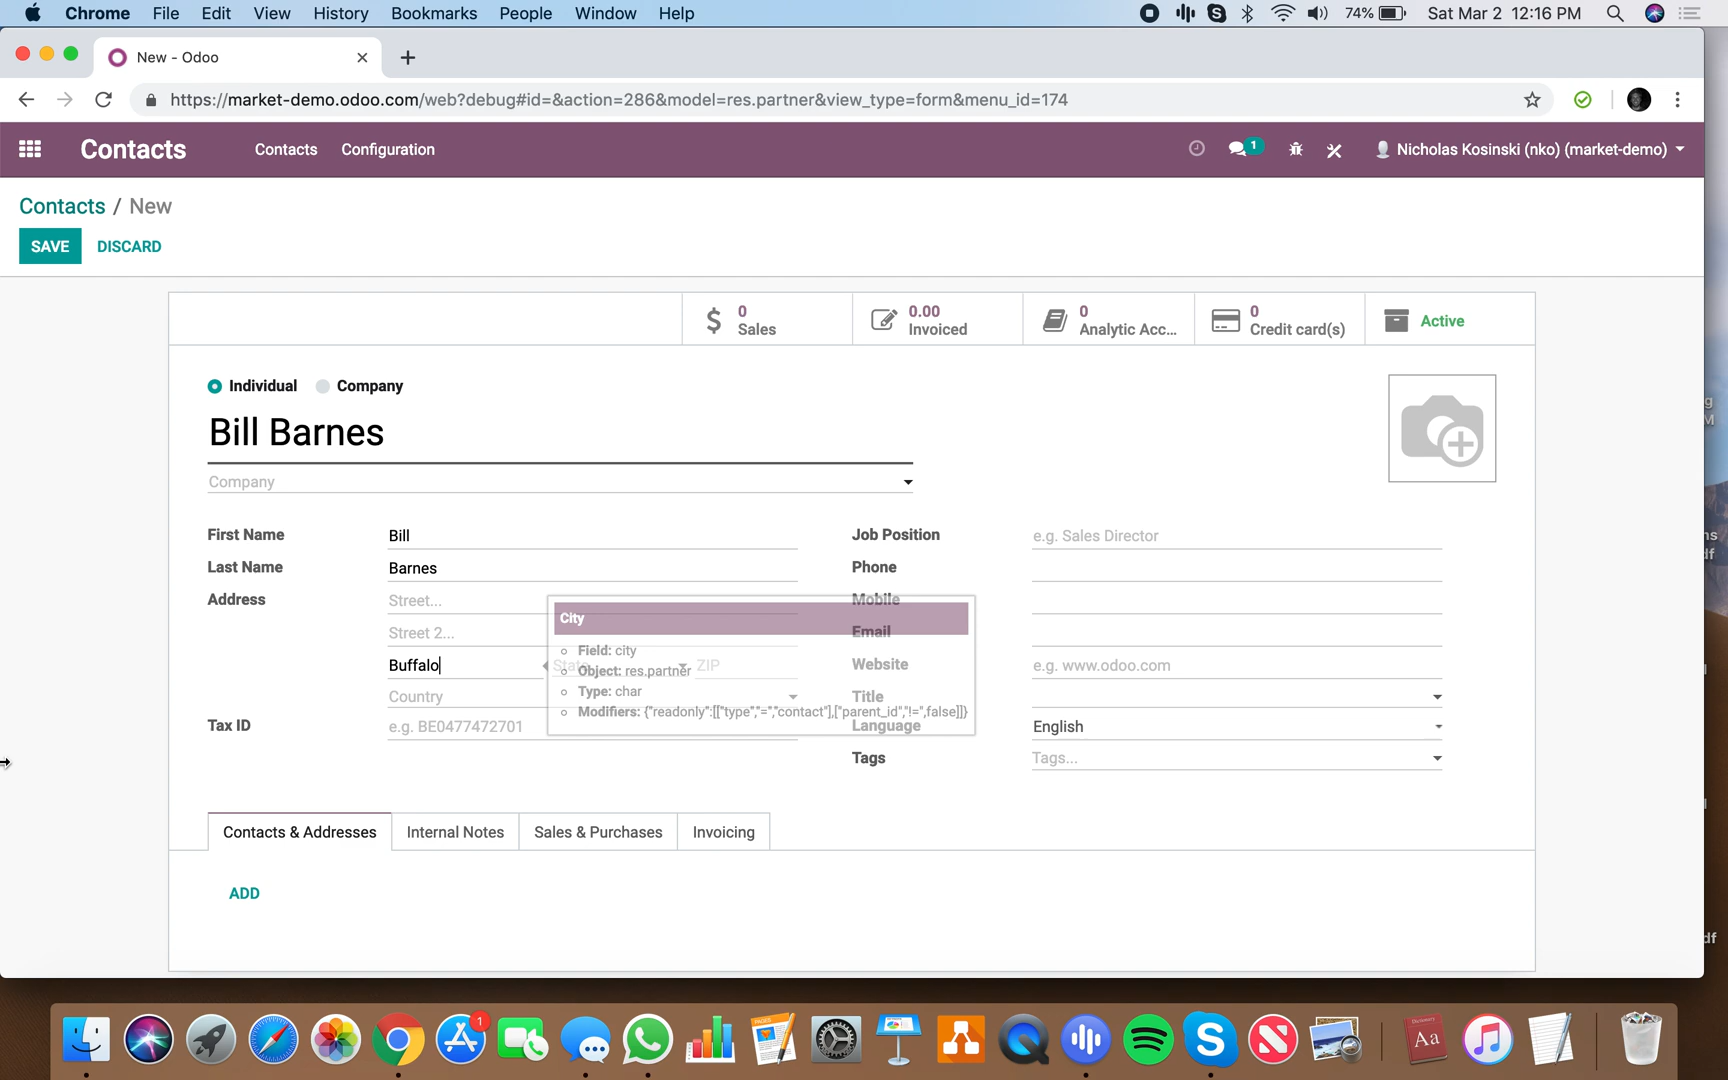 Chrome File Edit View History Bookmarks People Window Help 74% Sat Mar 2 12:16 PM
New - Odoo
https://market-demo.odoo.com/web?debug#id=&action=286&model=res.partner&view_type=form&menu_id=174
Contacts Contacts Configuration 1 Nicholas Kosinski (nko) (market-demo)
Contacts / New
SAVE DISCARD
0 Sales
0.00 Invoiced
0 Analytic Acc...
0 Credit card(s)
Active
Individual Company
Bill Barnes
Company
First Name Bill
Last Name Barnes
Address Street...
Street 2...
Buffalo State ZIP
Country
Tax ID e.g. BE0477472701
City
Field: city
Object: res.partner
Type: char
Modifiers: {"readonly":[["type","=","contact"],["parent_id","!=",false]]}
Job Position e.g. Sales Director
Phone
Mobile
Email
Website e.g. www.odoo.com
Title
Language English
Tags Tags...
Contacts & Addresses Internal Notes Sales & Purchases Invoicing
ADD
g
M
ns
df
df
1
Aa